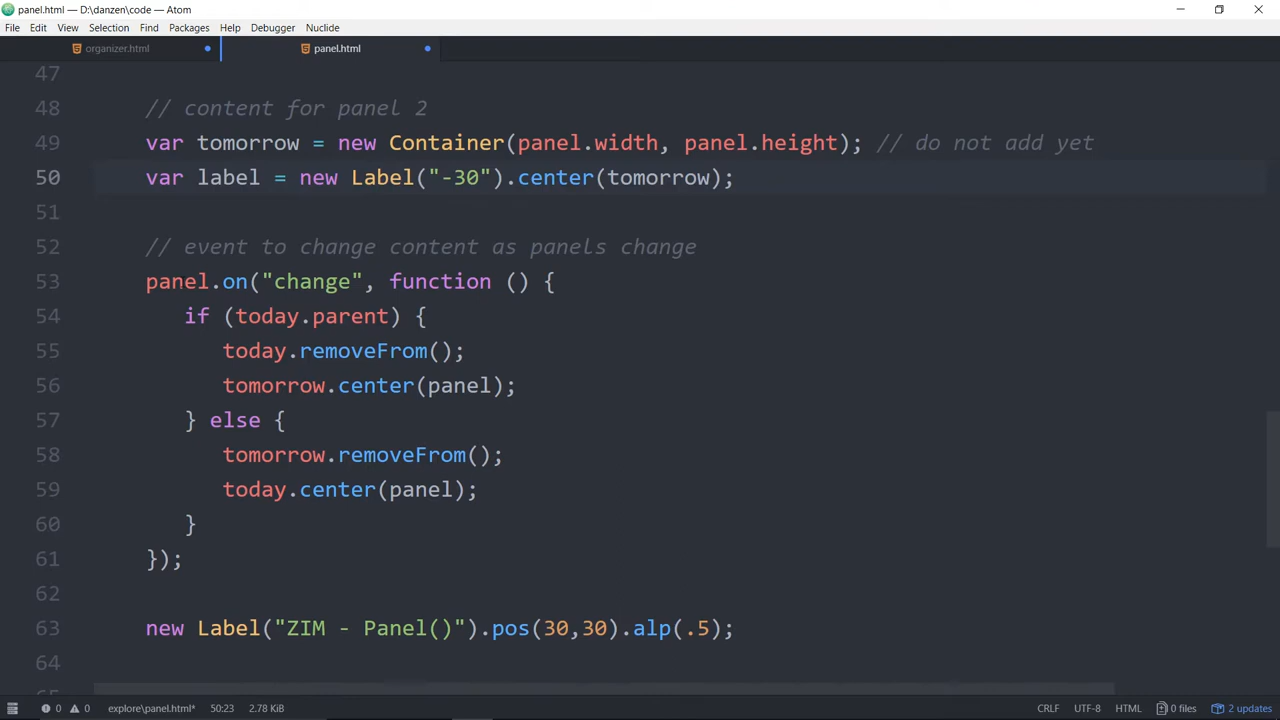 panel.html — D:\danzen\code — Atom
File Edit View Selection Find Packages Help Debugger Nuclide
organizer.html panel.html
47
48 // content for panel 2
49 var tomorrow = new Container(panel.width, panel.height); // do not add yet
50 var label = new Label("-30").center(tomorrow);
51
52 // event to change content as panels change
53 panel.on("change", function () {
54 if (today.parent) {
55 today.removeFrom();
56 tomorrow.center(panel);
57 } else {
58 tomorrow.removeFrom();
59 today.center(panel);
60 }
61 });
62
63 new Label("ZIM - Panel()").pos(30,30).alp(.5);
64
65
0 0 explore\panel.html* 50:23 2.78 KiB CRLF UTF-8 HTML 0 files 2 updates